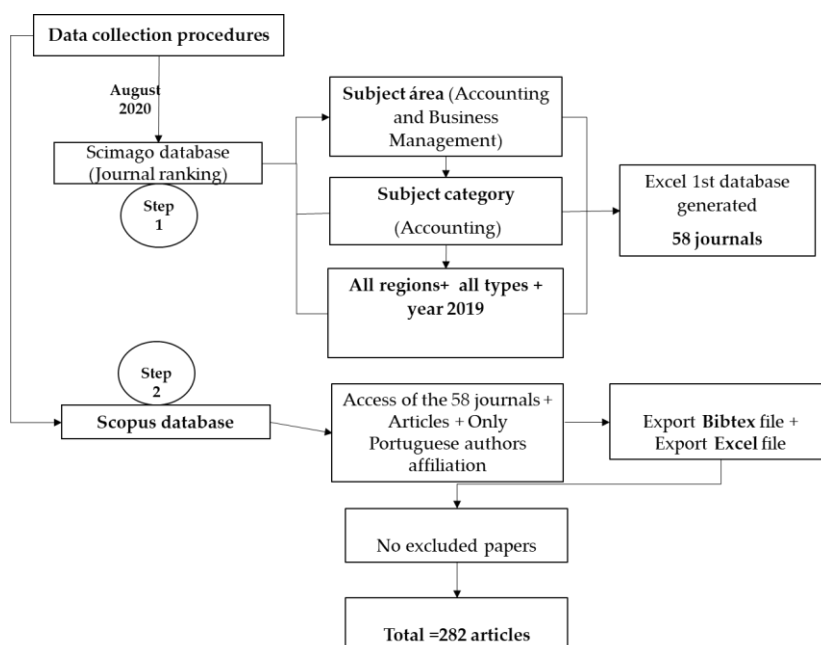 Data collection procedures
August
2020
Scimago database
(Journal ranking)
Step
1
Subject área (Accounting
and Business
Management)
Subject category
(Accounting)
All regions+ all types +
year 2019
Excel 1st database
generated
58 journals
Step
2
Scopus database
Access of the 58 journals +
Articles + Only
Portuguese authors
affiliation
Export Bibtex file +
Export Excel file
No excluded papers
Total =282 articles